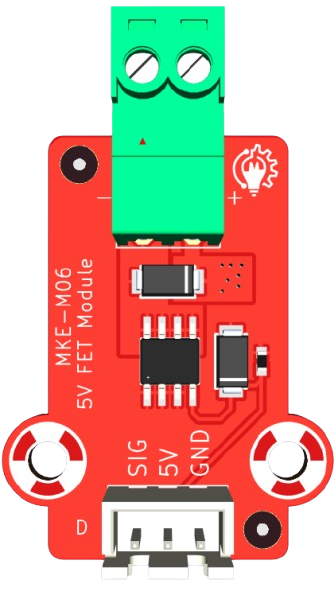 − +
MKE-M06
5V FET Module
SIG
5V
GND
D